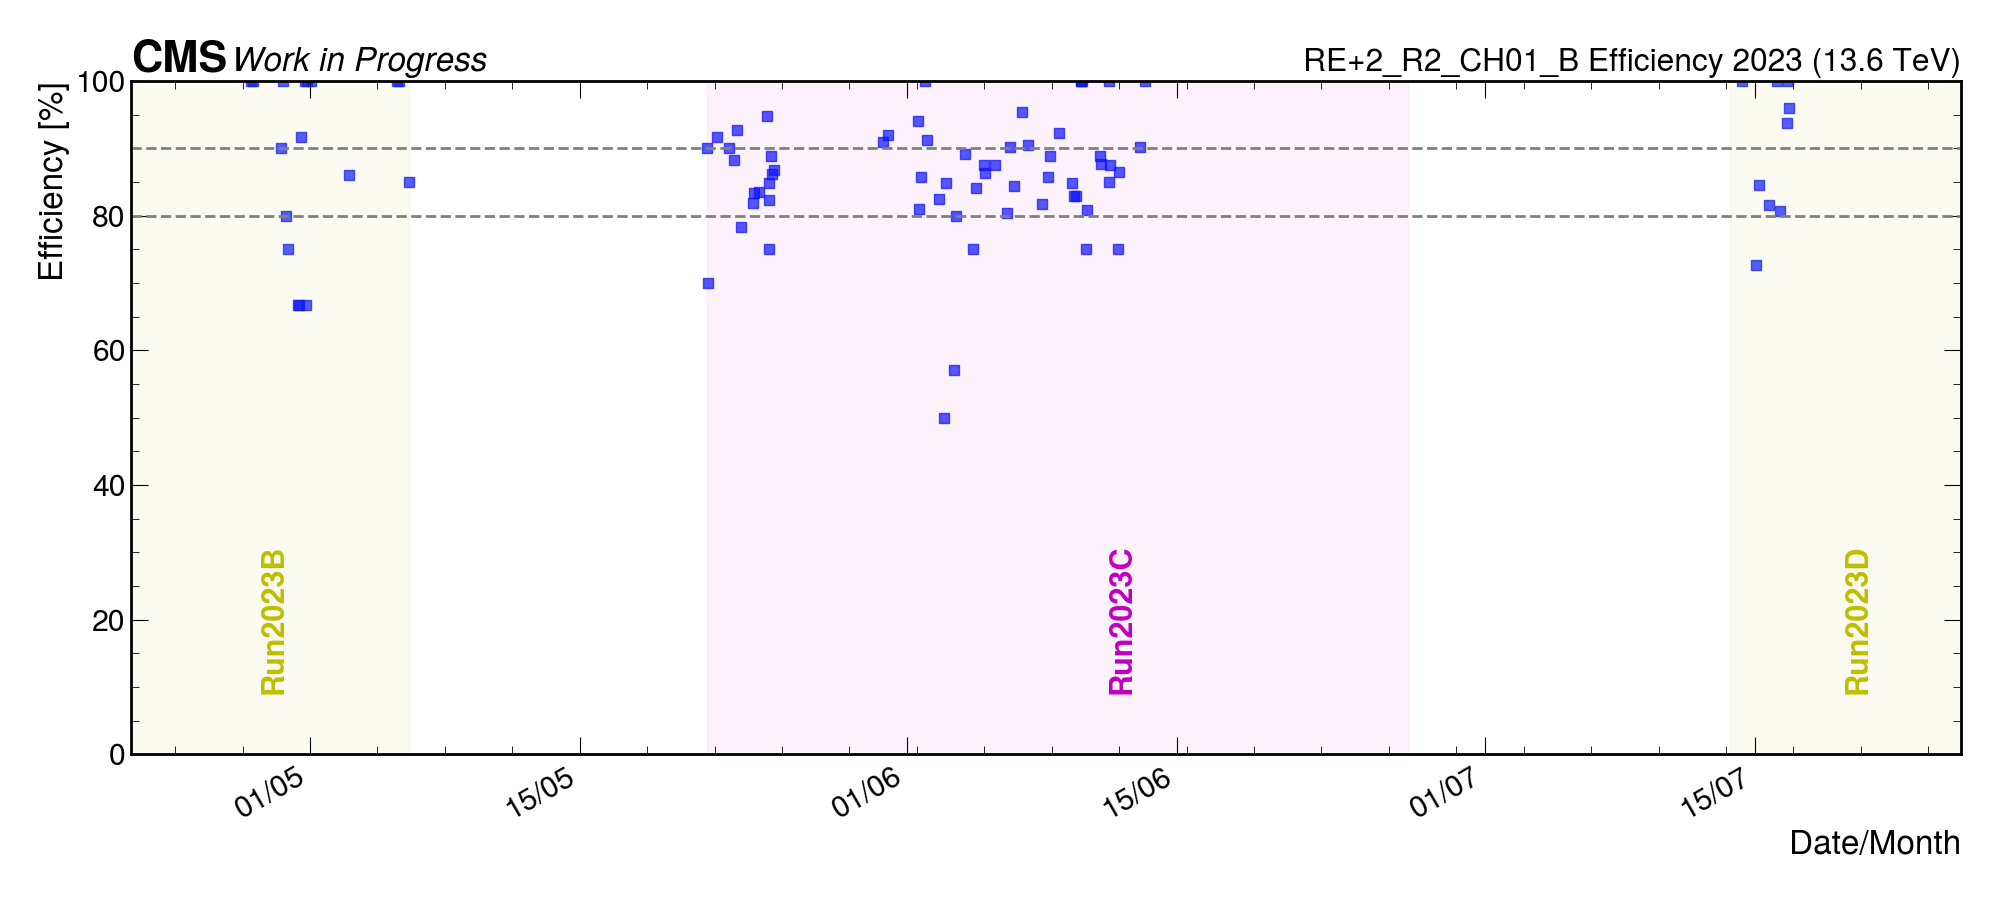 CMS Work in Progress
RE+2_R2_CH01_B Efficiency 2023 (13.6 TeV)
Efficiency [%]
100
80
60
40
20
0
Run2023B
Run2023C
Run2023D
01/05
15/05
01/06
15/06
01/07
15/07
Date/Month